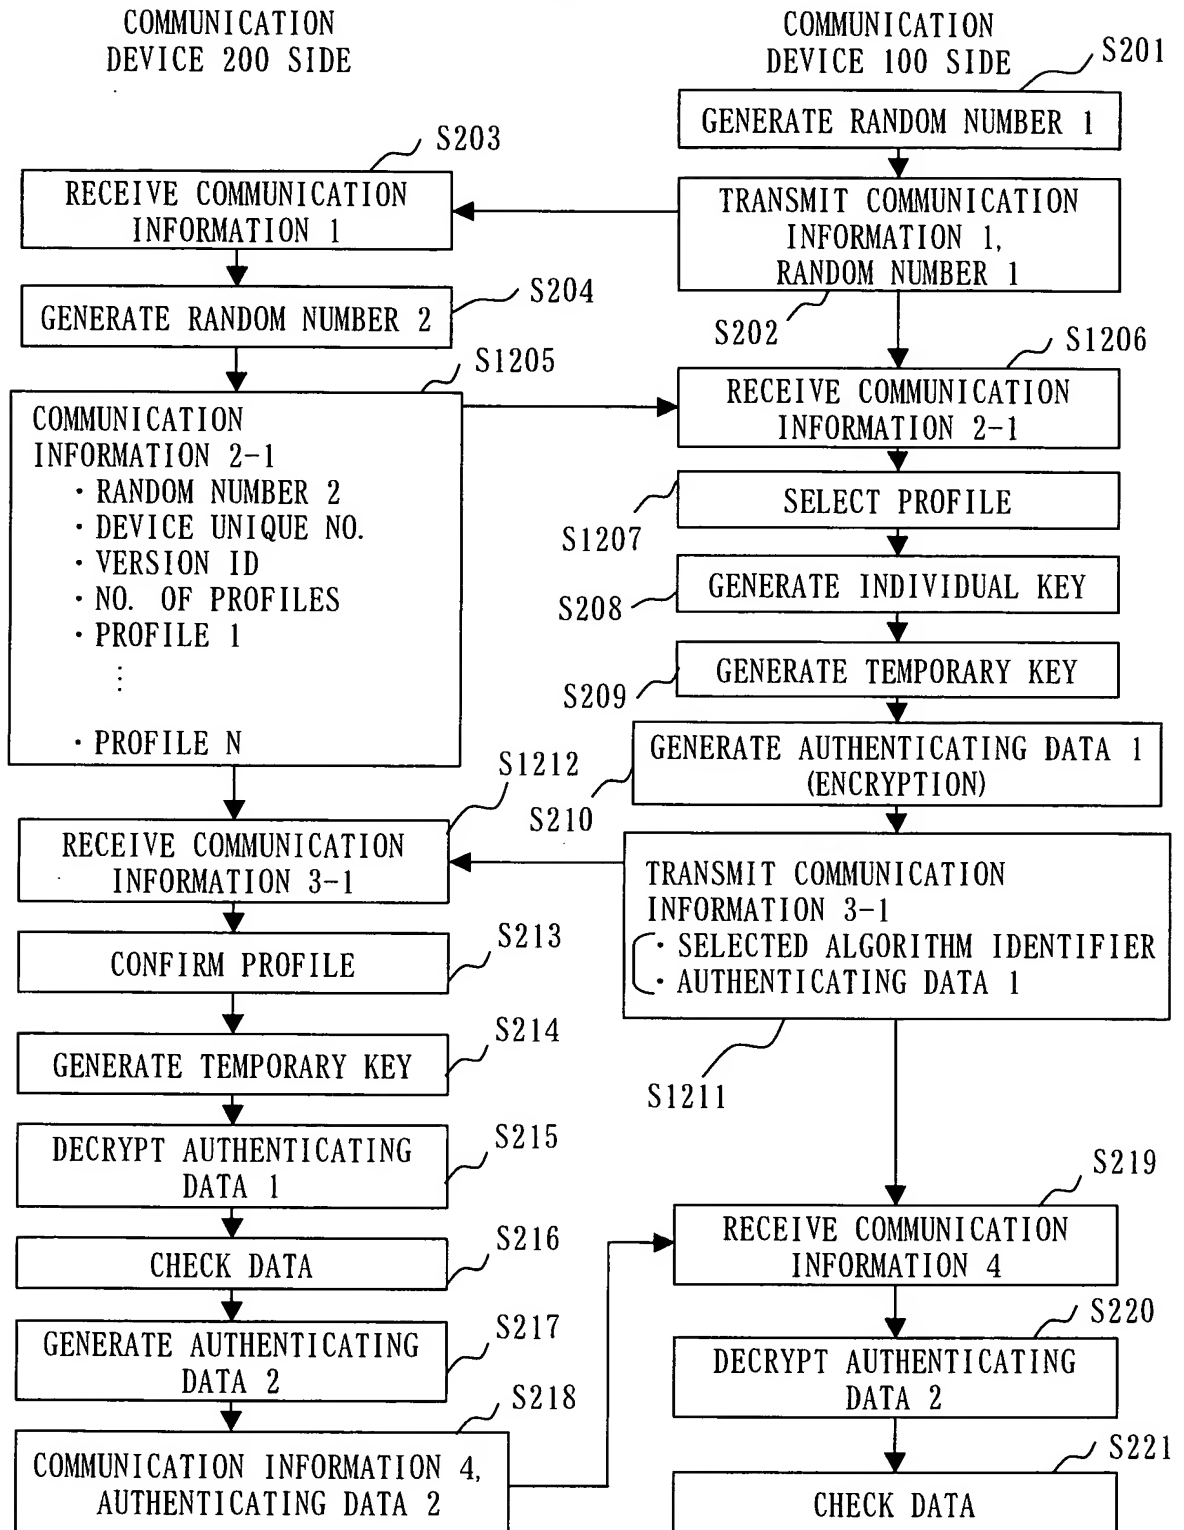 COMMUNICATION
DEVICE 200 SIDE
COMMUNICATION
DEVICE 100 SIDE
S201
GENERATE RANDOM NUMBER 1
S203
RECEIVE COMMUNICATION
INFORMATION 1
TRANSMIT COMMUNICATION
INFORMATION 1,
RANDOM NUMBER 1
S204
GENERATE RANDOM NUMBER 2
S202
S1205
S1206
COMMUNICATION
INFORMATION 2-1
· RANDOM NUMBER 2
· DEVICE UNIQUE NO.
· VERSION ID
· NO. OF PROFILES
· PROFILE 1
⋮
· PROFILE N
RECEIVE COMMUNICATION
INFORMATION 2-1
SELECT PROFILE
S1207
GENERATE INDIVIDUAL KEY
S208
GENERATE TEMPORARY KEY
S209
GENERATE AUTHENTICATING DATA 1
(ENCRYPTION)
S210
S1212
RECEIVE COMMUNICATION
INFORMATION 3-1
TRANSMIT COMMUNICATION
INFORMATION 3-1
· SELECTED ALGORITHM IDENTIFIER
· AUTHENTICATING DATA 1
S1211
S213
CONFIRM PROFILE
S214
GENERATE TEMPORARY KEY
S215
DECRYPT AUTHENTICATING
DATA 1
S216
CHECK DATA
S217
GENERATE AUTHENTICATING
DATA 2
S218
COMMUNICATION INFORMATION 4,
AUTHENTICATING DATA 2
S219
RECEIVE COMMUNICATION
INFORMATION 4
S220
DECRYPT AUTHENTICATING
DATA 2
S221
CHECK DATA